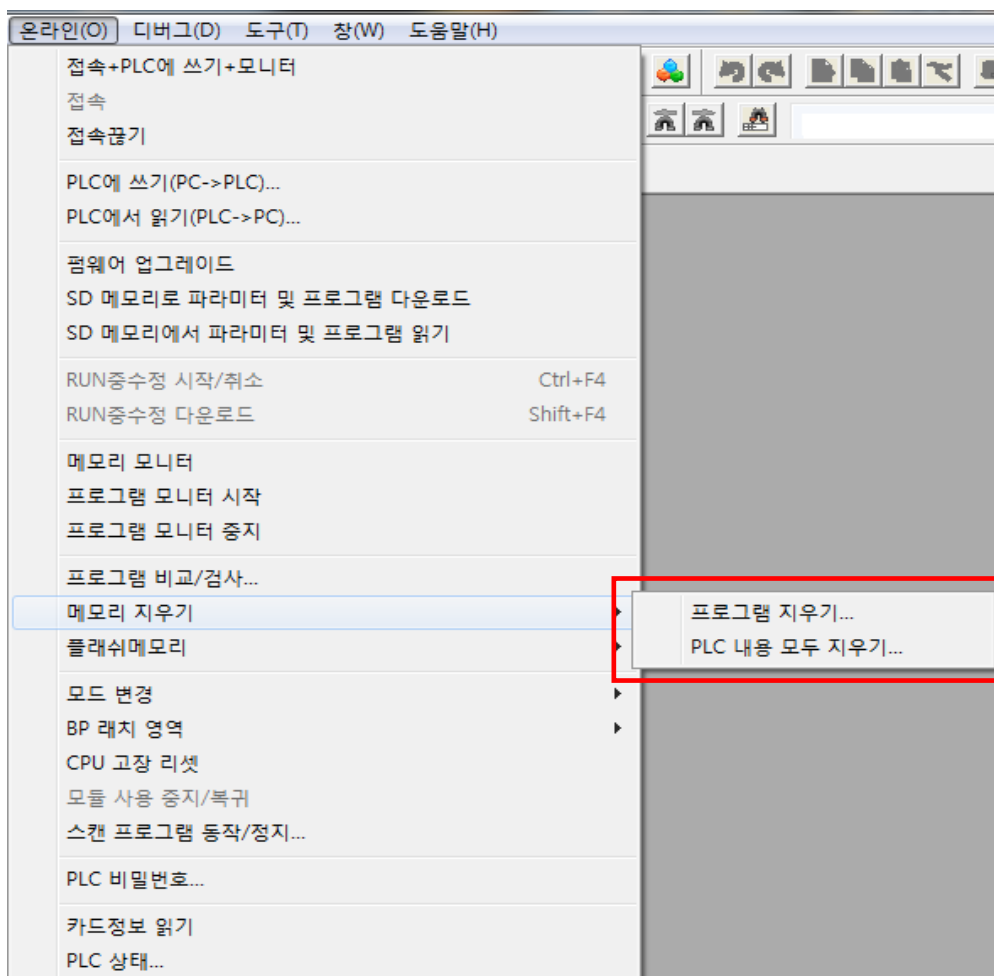 온라인(O) 디버그(D) 도구(T) 창(W) 도움말(H)
접속+PLC에 쓰기+모니터
접속
접속끊기
PLC에 쓰기(PC->PLC)...
PLC에서 읽기(PLC->PC)...
펌웨어 업그레이드
SD 메모리로 파라미터 및 프로그램 다운로드
SD 메모리에서 파라미터 및 프로그램 읽기
RUN중수정 시작/취소 Ctrl+F4
RUN중수정 다운로드 Shift+F4
메모리 모니터
프로그램 모니터 시작
프로그램 모니터 중지
프로그램 비교/검사...
메모리 지우기
프로그램 지우기...
플래쉬메모리
PLC 내용 모두 지우기...
모드 변경
BP 래치 영역
CPU 고장 리셋
모듈 사용 중지/복귀
스캔 프로그램 동작/정지...
PLC 비밀번호...
카드정보 읽기
PLC 상태...